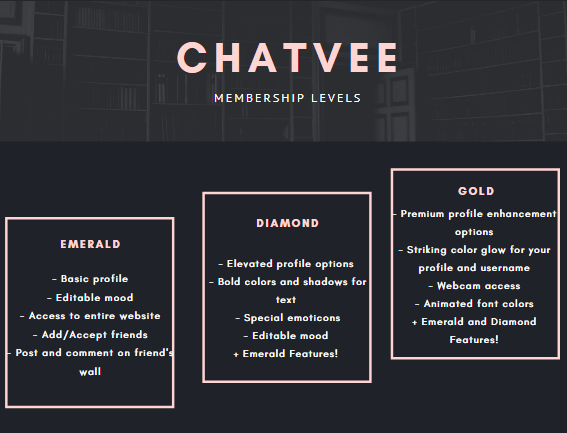 CHATVEE
MEMBERSHIP LEVELS
EMERALD
- Basic profile
- Editable mood
- Access to entire website
- Add/Accept friends
- Post and comment on friend's
wall
DIAMOND
- Elevated profile options
- Bold colors and shadows for
text
- Special emoticons
- Editable mood
+ Emerald Features!
GOLD
- Premium profile enhancement
options
- Striking color glow for your
profile and username
- Webcam access
- Animated font colors
+ Emerald and Diamond
Features!